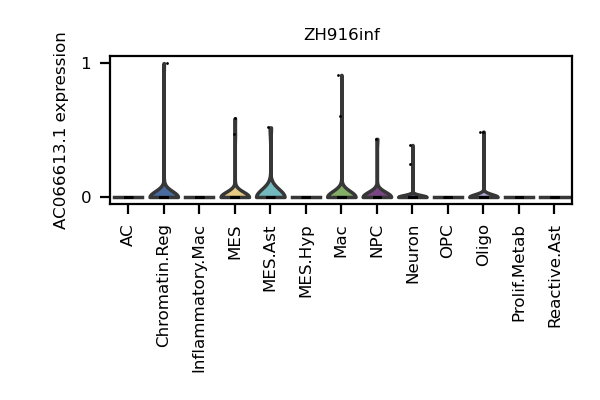 ZH916inf
AC066613.1 expression
1
0
AC
Chromatin.Reg
Inflammatory.Mac
MES
MES.Ast
MES.Hyp
Mac
NPC
Neuron
OPC
Oligo
Prolif.Metab
Reactive.Ast